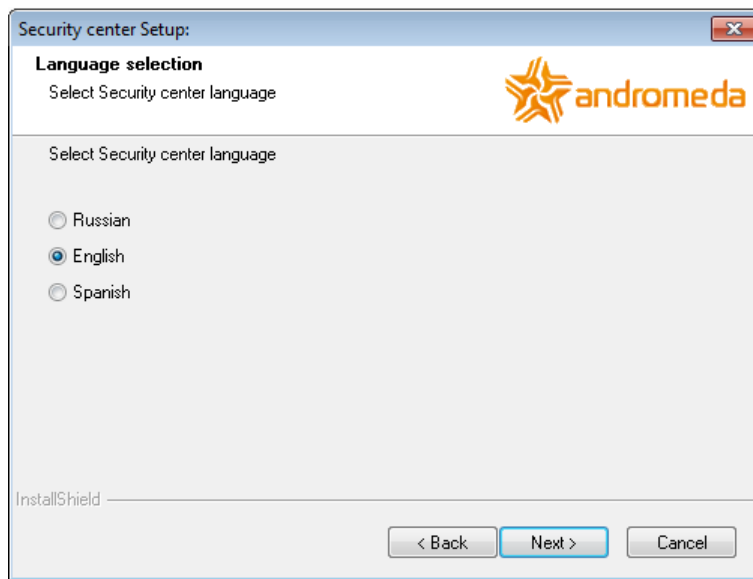 Security center Setup:
Language selection
Select Security center language
andromeda
Select Security center language
Russian
English
Spanish
InstallShield
< Back
Next >
Cancel